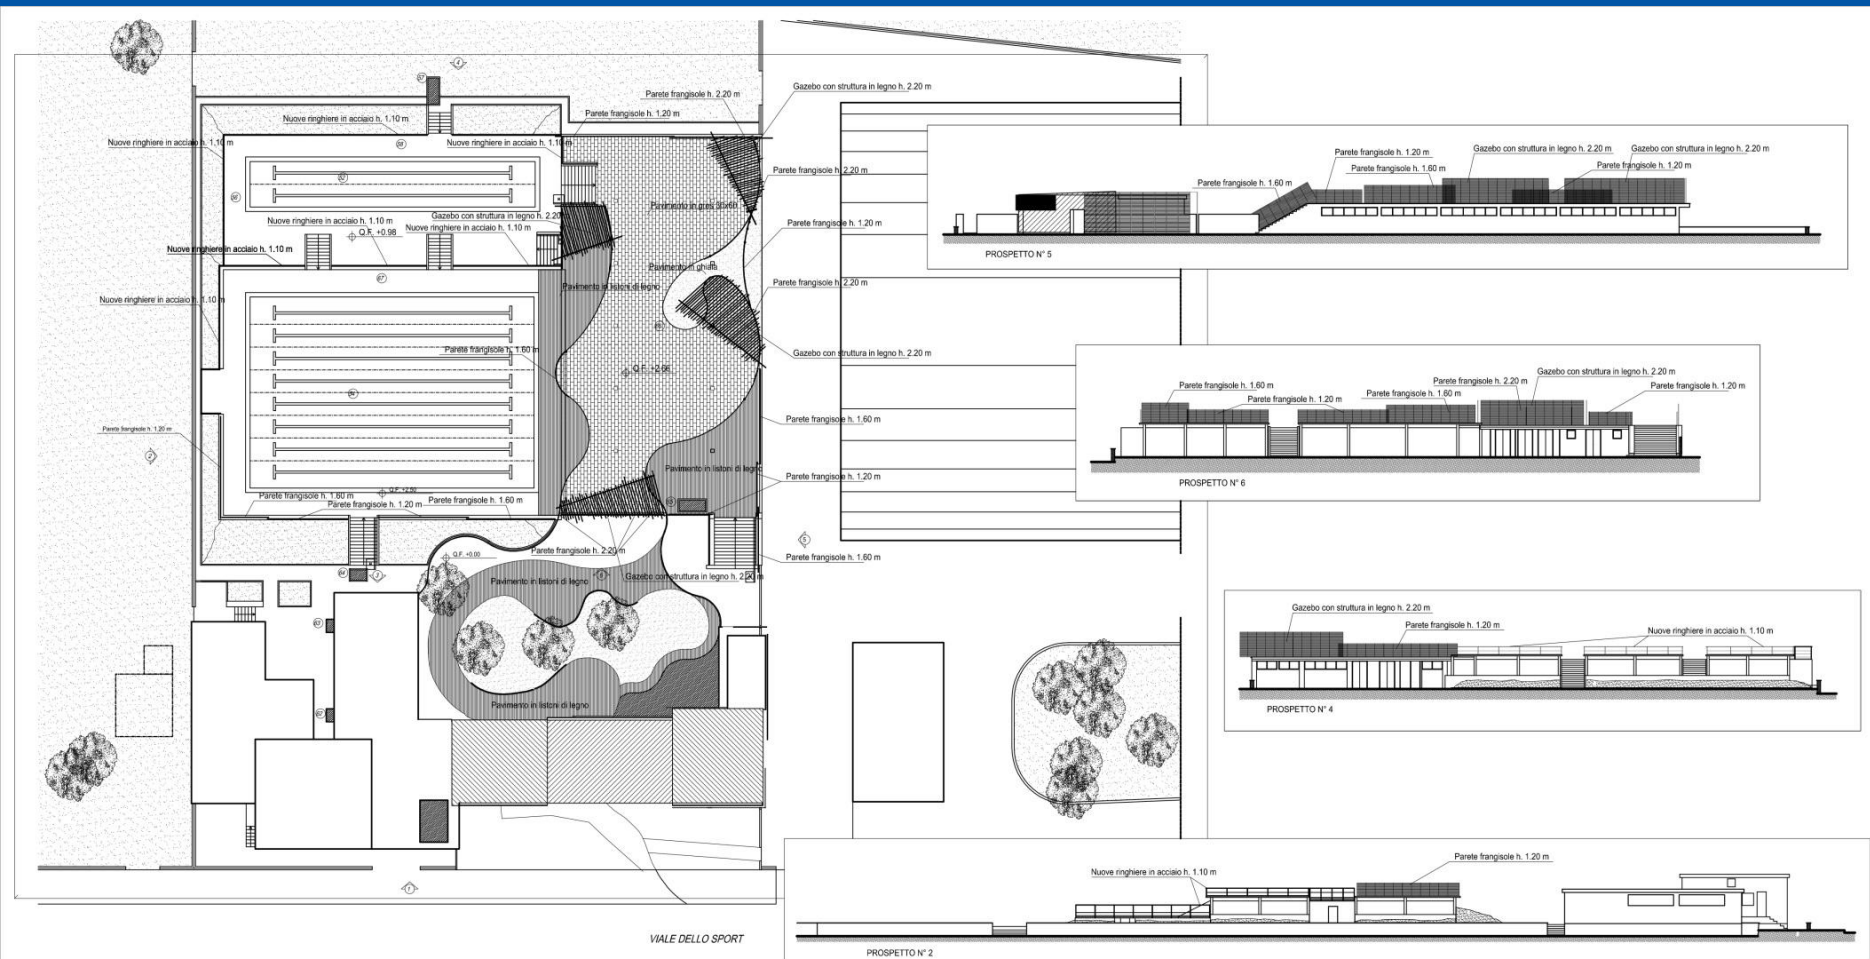 Parete frangisole h. 2.20 m
Gazebo con struttura in legno h. 2.20 m
Parete frangisole h. 1.20 m
Nuove ringhiere in acciaio h. 1.10 m
Nuove ringhiere in acciaio h. 1.10 m
Nuove ringhiere in acciaio h. 1.10 m
Parete frangisole h. 2.20 m
Pavimento in gres 30x60
Nuove ringhiere in acciaio h. 1.10 m
Gazebo con struttura in legno h. 2.20
Nuove ringhiere in acciaio h. 1.10 m
Parete frangisole h. 1.20 m
Q.F. +0.98
Nuove ringhiere in acciaio h. 1.10 m
Pavimento in ghiaia
Pavimento in listoni di legno
Parete frangisole h. 2.20 m
Nuove ringhiere in acciaio h. 1.10 m
Parete frangisole h. 1.60 m
Gazebo con struttura in legno h. 2.20 m
Q.F. +2.66
Parete frangisole h. 1.60 m
Parete frangisole h. 1.20 m
Pavimento in listoni di legno
Parete frangisole h. 1.20 m
Parete frangisole h. 1.60 m
Parete frangisole h. 1.20 m
Parete frangisole h. 1.60 m
Q.F. +0.00
Parete frangisole h. 2.20 m
Parete frangisole h. 1.60 m
Pavimento in listoni di legno
Gazebo con struttura in legno h. 2.20 m
Pavimento in listoni di legno
4
2
3
5
1
VIALE DELLO SPORT
Parete frangisole h. 1.20 m
Gazebo con struttura in legno h. 2.20 m
Gazebo con struttura in legno h. 2.20 m
Parete frangisole h. 1.60 m
Parete frangisole h. 1.20 m
Parete frangisole h. 1.60 m
PROSPETTO N° 5
Gazebo con struttura in legno h. 2.20 m
Parete frangisole h. 1.60 m
Parete frangisole h. 2.20 m
Parete frangisole h. 1.20 m
Parete frangisole h. 1.60 m
Parete frangisole h. 1.20 m
PROSPETTO N° 6
Gazebo con struttura in legno h. 2.20 m
Parete frangisole h. 1.20 m
Nuove ringhiere in acciaio h. 1.10 m
PROSPETTO N° 4
Parete frangisole h. 1.20 m
Nuove ringhiere in acciaio h. 1.10 m
PROSPETTO N° 2